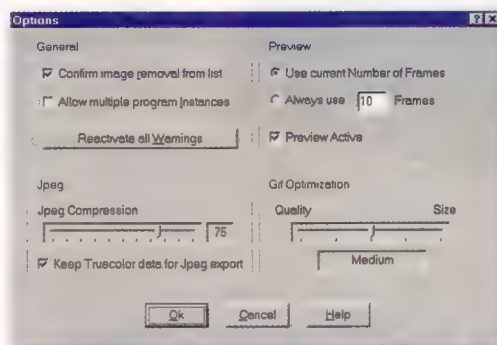 Options
General
Confirm image removal from list
Allow multiple program Instances
Reactivate all Warnings
Preview
Use current Number of Frames
Always use 10 Frames
Preview Active
Jpeg
Jpeg Compression
75
Keep Truecolor data for Jpeg export
Gif Optimization
Quality Size
Medium
Ok Cancel Help